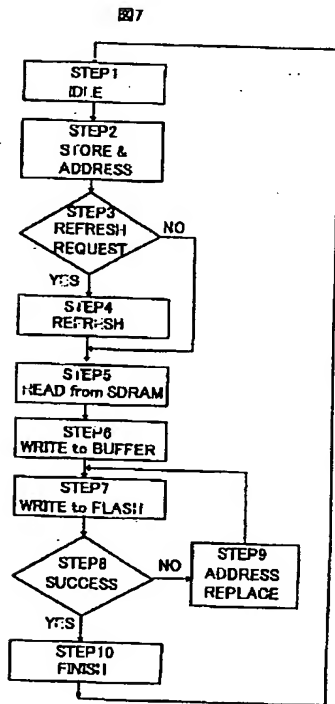 図7
STEP1
IDLE
STEP2
STORE &
ADDRESS
STEP3
REFRESH
REQUEST
NO
YES
STEP4
REFRESH
STEP5
READ from SDRAM
STEP6
WRITE to BUFFER
STEP7
WRITE to FLASH
STEP8
SUCCESS
NO
STEP9
ADDRESS
REPLACE
YES
STEP10
FINISH